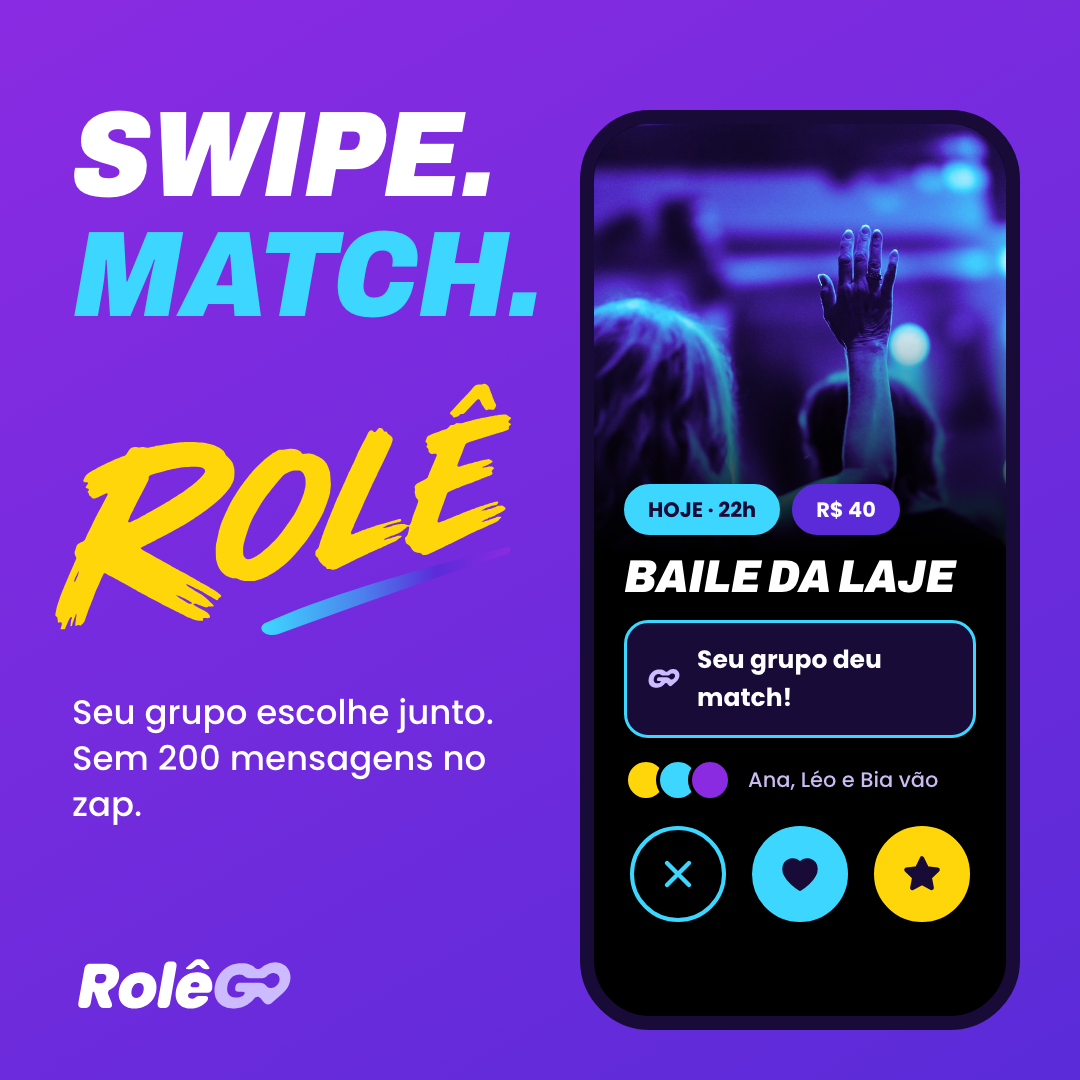 SWIPE.
MATCH.
ROLÊ
Seu grupo escolhe junto.
Sem 200 mensagens no
zap.
RolêGO
HOJE · 22h
R$ 40
BAILE DA LAJE
Seu grupo deu
match!
Ana, Léo e Bia vão